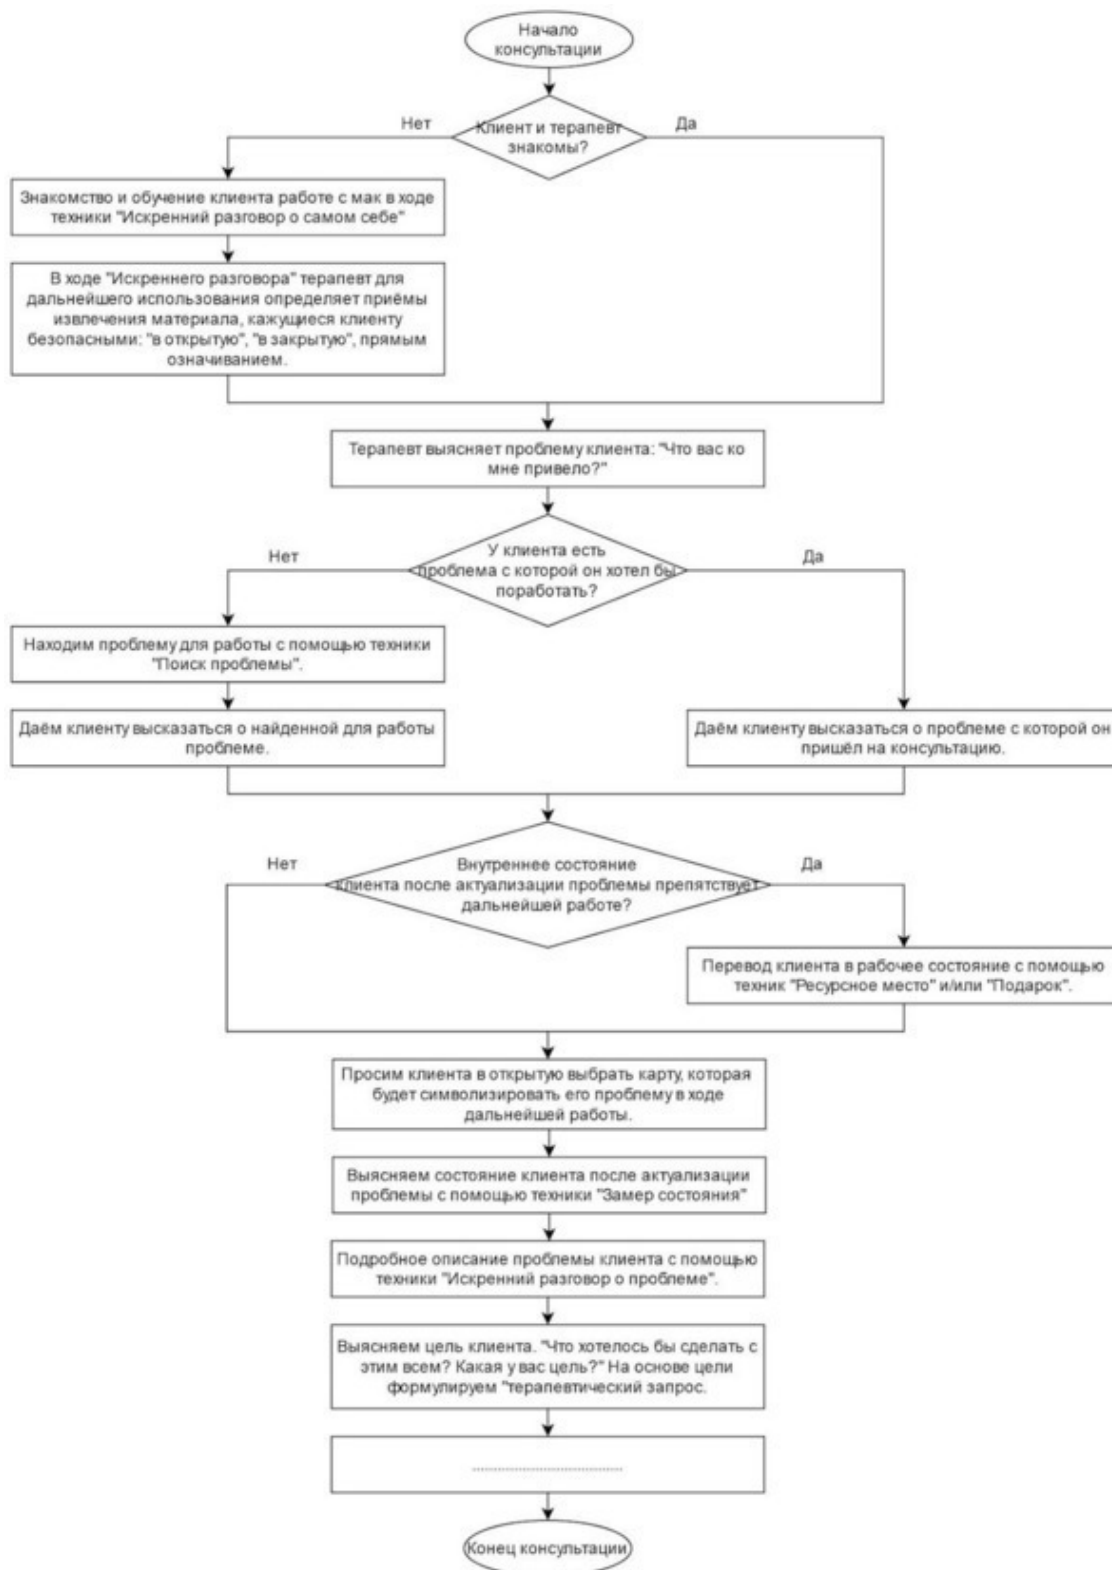 Начало
консультации
Клиент и терапевт
знакомы?
Нет
Да
Знакомство и обучение клиента работе с мак в ходе
техники "Искренний разговор о самом себе"
В ходе "Искреннего разговора" терапевт для
дальнейшего использования определяет приёмы
извлечения материала, кажущиеся клиенту
безопасными: "в открытую", "в закрытую", прямым
означиванием.
Терапевт выясняет проблему клиента: "Что вас ко
мне привело?"
Нет
Да
У клиента есть
проблема с которой он хотел бы
поработать?
Находим проблему для работы с помощью техники
"Поиск проблемы".
Даём клиенту высказаться о найденной для работы
проблеме.
Даём клиенту высказаться о проблеме с которой он
пришёл на консультацию.
Нет
Да
Внутреннее состояние
клиента после актуализации проблемы препятствует
дальнейшей работе?
Перевод клиента в рабочее состояние с помощью
техник "Ресурсное место" и/или "Подарок".
Просим клиента в открытую выбрать карту, которая
будет символизировать его проблему в ходе
дальнейшей работы.
Выясняем состояние клиента после актуализации
проблемы с помощью техники "Замер состояния"
Подробное описание проблемы клиента с помощью
техники "Искренний разговор о проблеме".
Выясняем цель клиента. "Что хотелось бы сделать с
этим всем? Какая у вас цель?" На основе цели
формулируем "терапевтический запрос.
......................................
Конец консультации